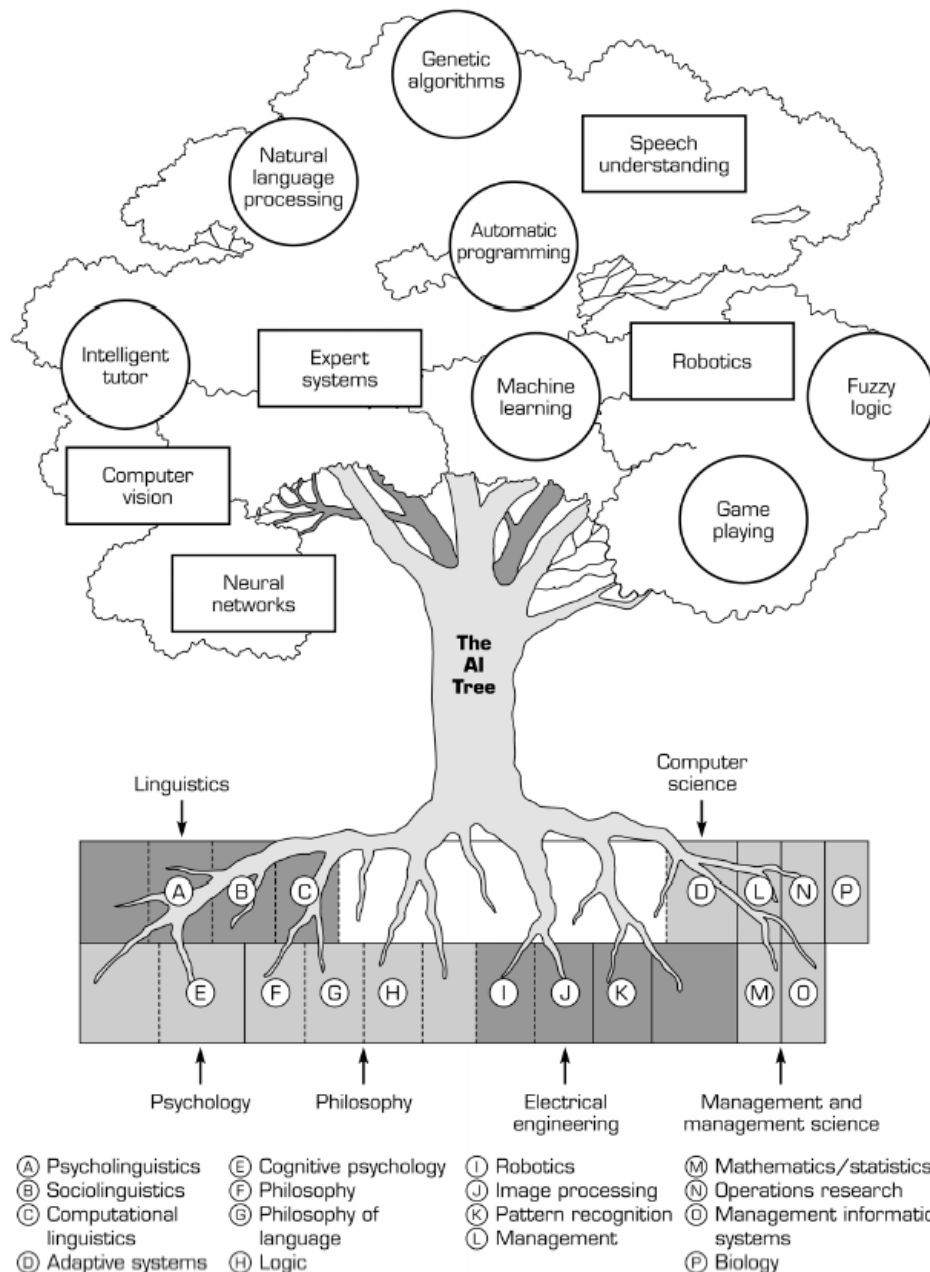 Genetic
algorithms
Speech
understanding
Natural
language
processing
Automatic
programming
Intelligent
tutor
Expert
systems
Machine
learning
Robotics
Fuzzy
logic
Computer
vision
Game
playing
Neural
networks
The
AI
Tree
Linguistics
Computer
science
A B C D L N P
E F G H I J K M O
Psychology
Philosophy
Electrical
engineering
Management and
management science
A Psycholinguistics
B Sociolinguistics
C Computational
linguistics
D Adaptive systems
E Cognitive psychology
F Philosophy
G Philosophy of
language
H Logic
I Robotics
J Image processing
K Pattern recognition
L Management
M Mathematics/statistics
N Operations research
O Management informatic
systems
P Biology